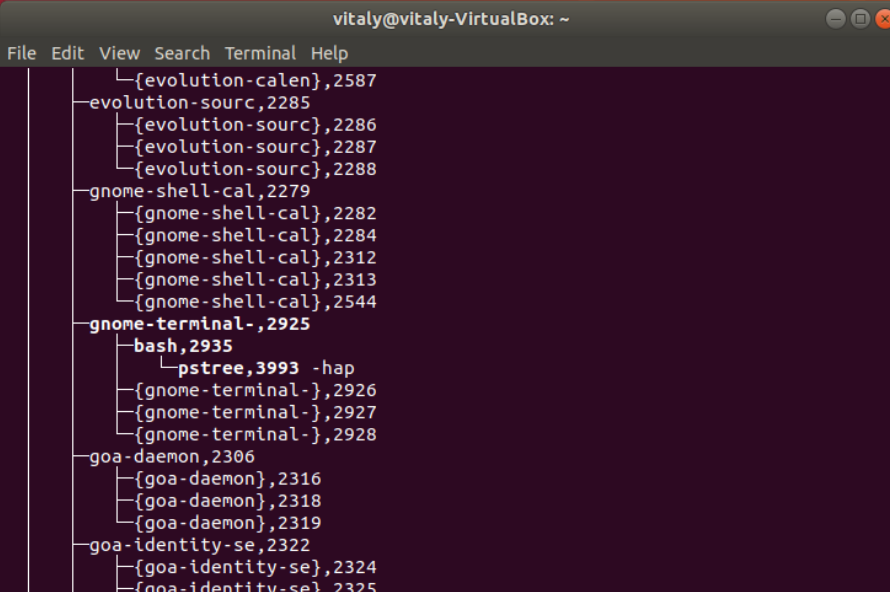 vitaly@vitaly-VirtualBox: ~
File Edit View Search Terminal Help
└─{evolution-calen},2587
├─evolution-sourc,2285
├─{evolution-sourc},2286
├─{evolution-sourc},2287
└─{evolution-sourc},2288
├─gnome-shell-cal,2279
├─{gnome-shell-cal},2282
├─{gnome-shell-cal},2284
├─{gnome-shell-cal},2312
├─{gnome-shell-cal},2313
└─{gnome-shell-cal},2544
├─gnome-terminal-,2925
├─bash,2935
└─pstree,3993 -hap
├─{gnome-terminal-},2926
├─{gnome-terminal-},2927
└─{gnome-terminal-},2928
├─goa-daemon,2306
├─{goa-daemon},2316
├─{goa-daemon},2318
└─{goa-daemon},2319
├─goa-identity-se,2322
├─{goa-identity-se},2324
├─{goa-identity-se},2325